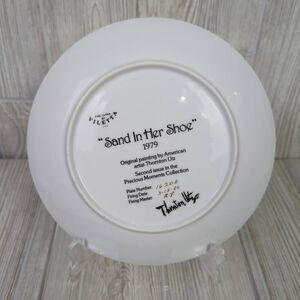 VILETTA
"Sand In Her Shoe"
1979
Original painting by American
artist Thornton Utz
Second issue in the
Precious Moments Collection
Plate Number:
Firing Date:
Firing Master:
Thornton Utz